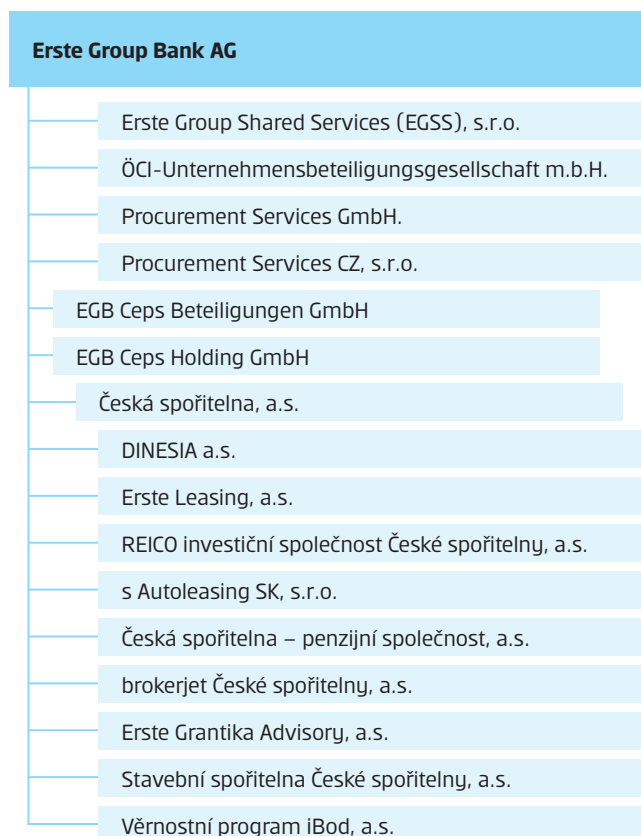 Erste Group Bank AG
Erste Group Shared Services (EGSS), s.r.o.
ÖCI-Unternehmensbeteiligungsgesellschaft m.b.H.
Procurement Services GmbH.
Procurement Services CZ, s.r.o.
EGB Ceps Beteiligungen GmbH
EGB Ceps Holding GmbH
Česká spořitelna, a.s.
DINESIA a.s.
Erste Leasing, a.s.
REICO investiční společnost České spořitelny, a.s.
s Autoleasing SK, s.r.o.
Česká spořitelna – penzijní společnost, a.s.
brokerjet České spořitelny, a.s.
Erste Grantika Advisory, a.s.
Stavební spořitelna České spořitelny, a.s.
Věrnostní program iBod, a.s.